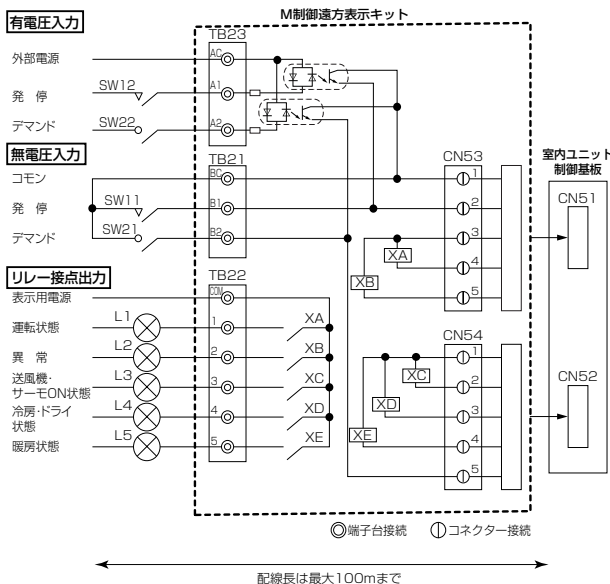 M制御遠方表示キット
有電圧入力
TB23
外部電源
AC
発 停
SW12
A1
デマンド
SW22
A2
無電圧入力
TB21
CN53
室内ユニット
制御基板
コモン
BC
1
CN51
発 停
SW11
B1
2
デマンド
SW21
B2
3
XA
4
XB
5
リレー接点出力
TB22
表示用電源
COM
運転状態
L1
1
XA
CN54
異 常
L2
2
XB
1
送風機・
サーモON状態
L3
3
XC
XC
2
CN52
冷房・ドライ
状態
L4
4
XD
XD
3
暖房状態
L5
5
XE
XE
4
5
端子台接続
コネクター接続
配線長は最大100mまで